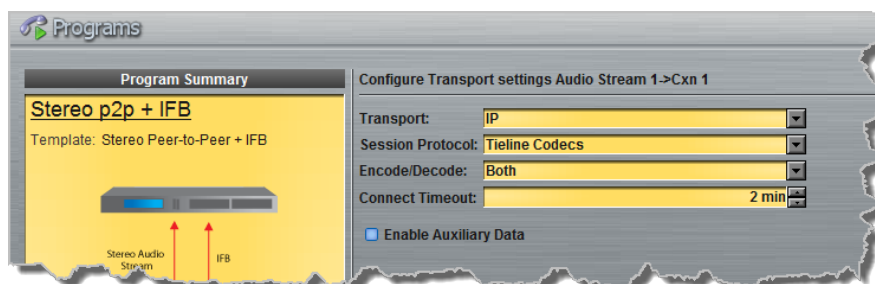 Programs
Program Summary
Stereo p2p + IFB
Template: Stereo Peer-to-Peer + IFB
Stereo Audio
Stream
IFB
Configure Transport settings Audio Stream 1->Cxn 1
Transport: IP
Session Protocol: Tieline Codecs
Encode/Decode: Both
Connect Timeout: 2 min
Enable Auxiliary Data